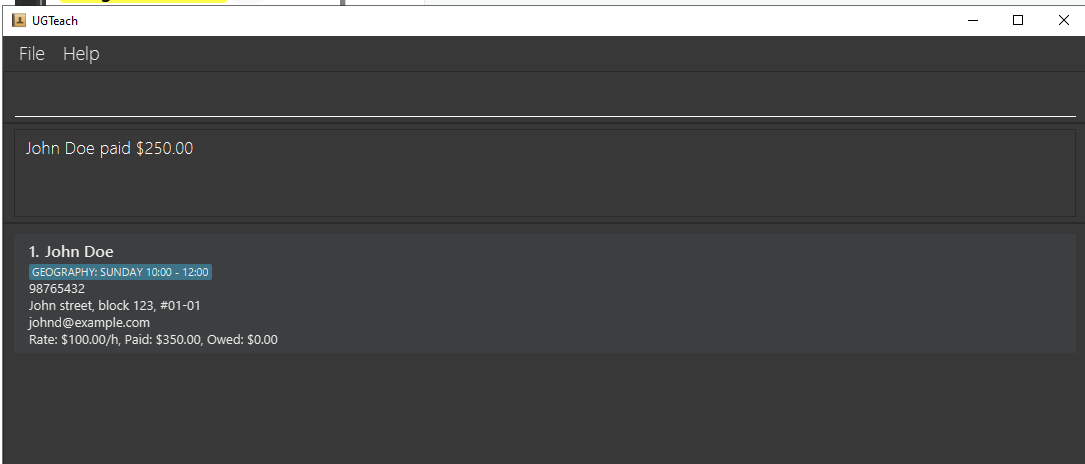 UGTeach
File Help
John Doe paid $250.00
1. John Doe
GEOGRAPHY: SUNDAY 10:00 - 12:00
98765432
John street, block 123, #01-01
johnd@example.com
Rate: $100.00/h, Paid: $350.00, Owed: $0.00